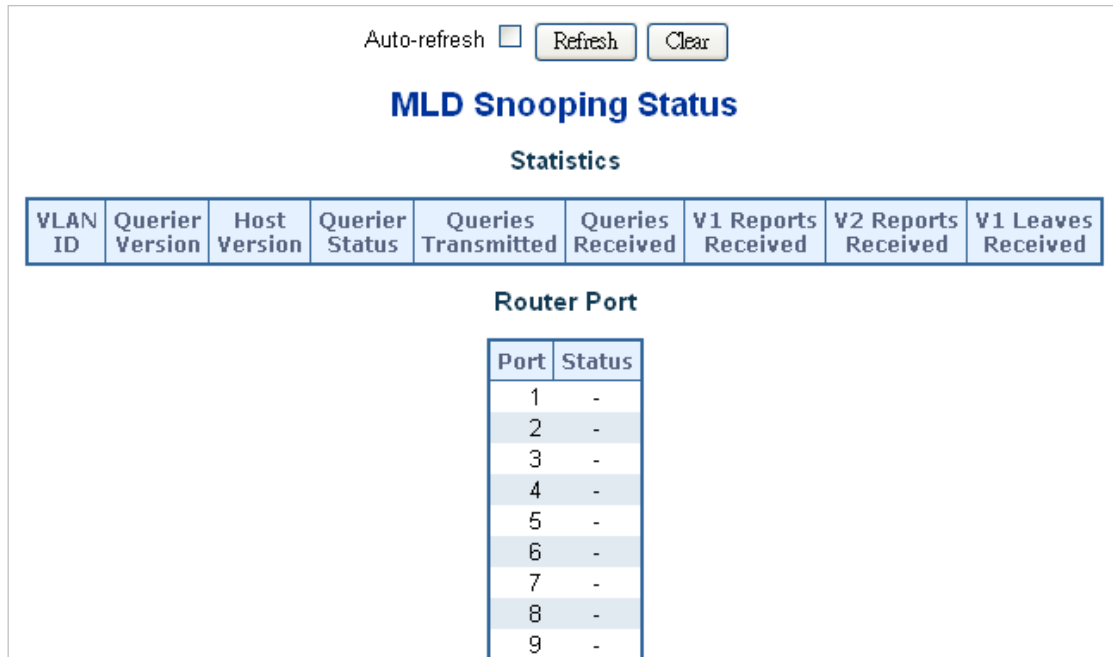 Auto-refresh Refresh Clear
MLD Snooping Status
Statistics
VLAN ID Querier Version Host Version Querier Status Queries Transmitted Queries Received V1 Reports Received V2 Reports Received V1 Leaves Received
Router Port
Port Status
1 -
2 -
3 -
4 -
5 -
6 -
7 -
8 -
9 -